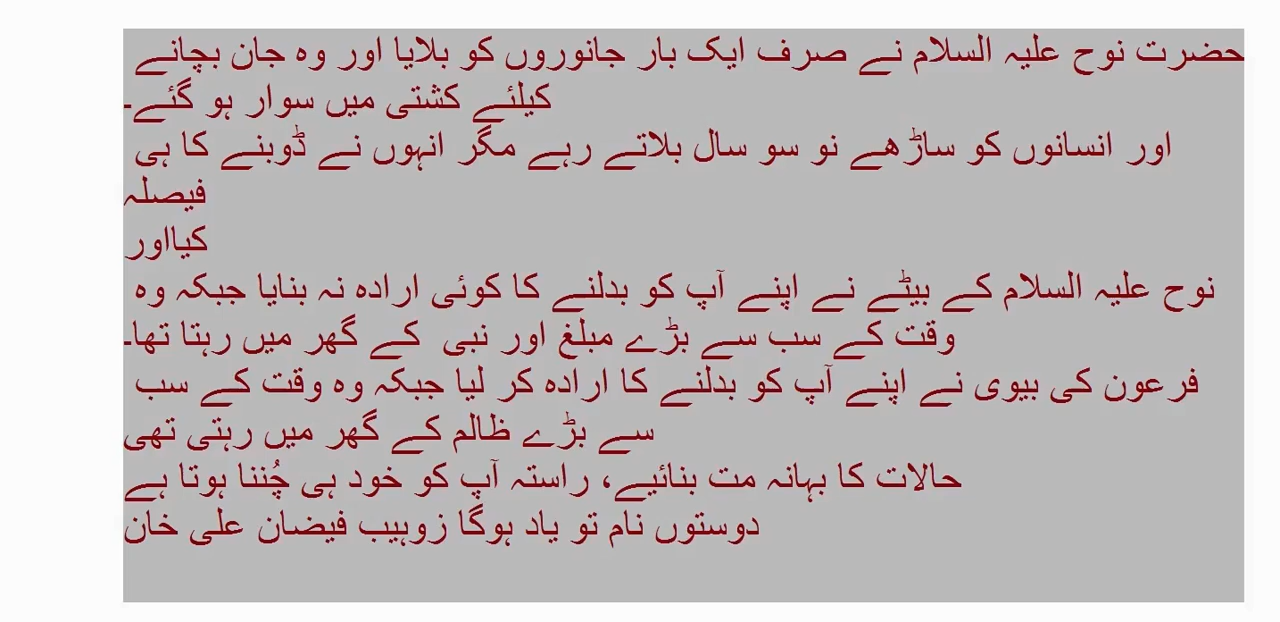 حضرت نوح علیہ السلام نے صرف ایک بار جانوروں کو بلایا اور وہ جان بچانے
کیلئے کشتی میں سوار ہو گئے۔
اور انسانوں کو ساڑھے نو سو سال بلاتے رہے مگر انہوں نے ڈوبنے کا ہی
فیصلہ
کیااور
نوح علیہ السلام کے بیٹے نے اپنے آپ کو بدلنے کا کوئی ارادہ نہ بنایا جبکہ وہ
وقت کے سب سے بڑے مبلغ اور نبی کے گھر میں رہتا تھا۔
فرعون کی بیوی نے اپنے آپ کو بدلنے کا ارادہ کر لیا جبکہ وہ وقت کے سب
سے بڑے ظالم کے گھر میں رہتی تھی
حالات کا بہانہ مت بنائیے، راستہ آپ کو خود ہی چُننا ہوتا ہے
دوستوں نام تو یاد ہوگا زوہیب فیضان علی خان